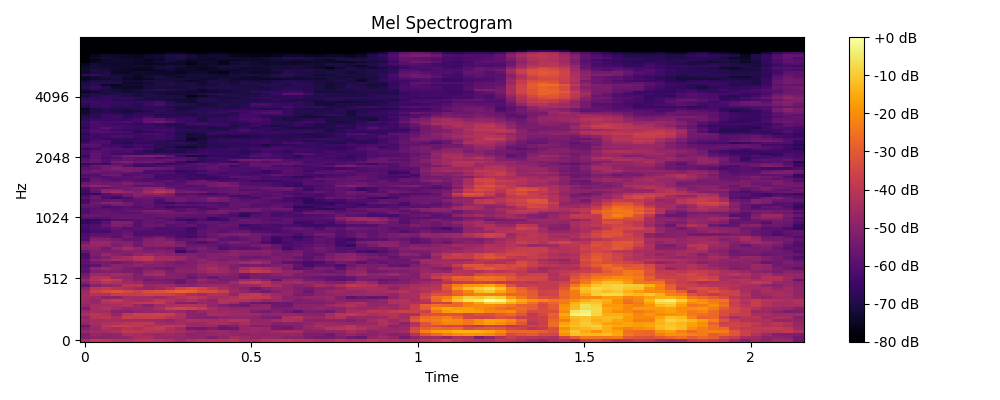 Mel Spectrogram
Hz
4096
2048
1024
512
0
0
0.5
1
1.5
2
Time
+0 dB
-10 dB
-20 dB
-30 dB
-40 dB
-50 dB
-60 dB
-70 dB
-80 dB